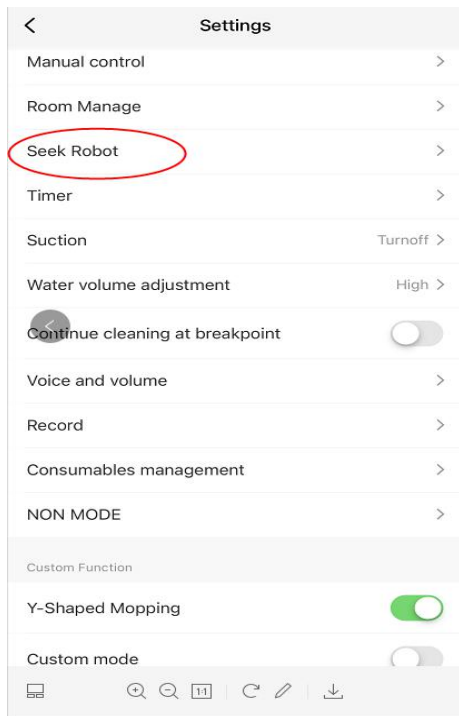 Settings
Manual control
Room Manage
Seek Robot
Timer
Suction Turnoff
Water volume adjustment High
Continue cleaning at breakpoint
Voice and volume
Record
Consumables management
NON MODE
Custom Function
Y-Shaped Mopping
Custom mode
1:1